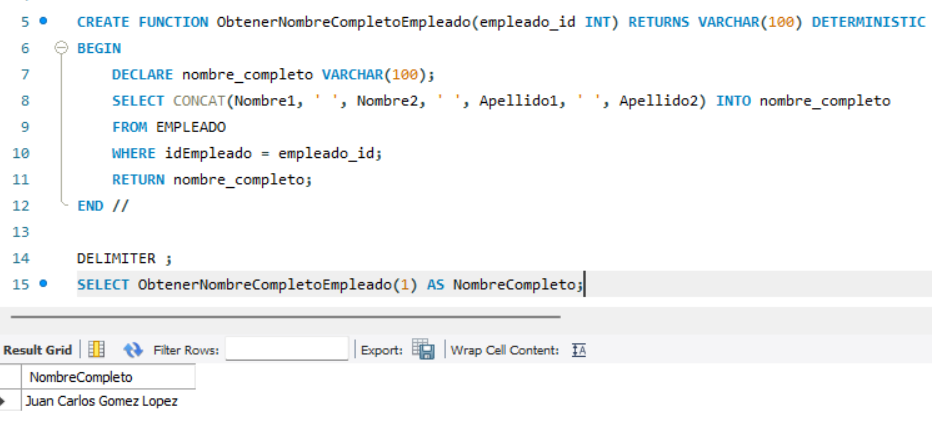 5 CREATE FUNCTION ObtenerNombreCompletoEmpleado(empleado_id INT) RETURNS VARCHAR(100) DETERMINISTIC
6 BEGIN
7 DECLARE nombre_completo VARCHAR(100);
8 SELECT CONCAT(Nombre1, ' ', Nombre2, ' ', Apellido1, ' ', Apellido2) INTO nombre_completo
9 FROM EMPLEADO
10 WHERE idEmpleado = empleado_id;
11 RETURN nombre_completo;
12 END //
13
14 DELIMITER ;
15 SELECT ObtenerNombreCompletoEmpleado(1) AS NombreCompleto;
Result Grid Filter Rows: Export: Wrap Cell Content: IA
NombreCompleto
Juan Carlos Gomez Lopez